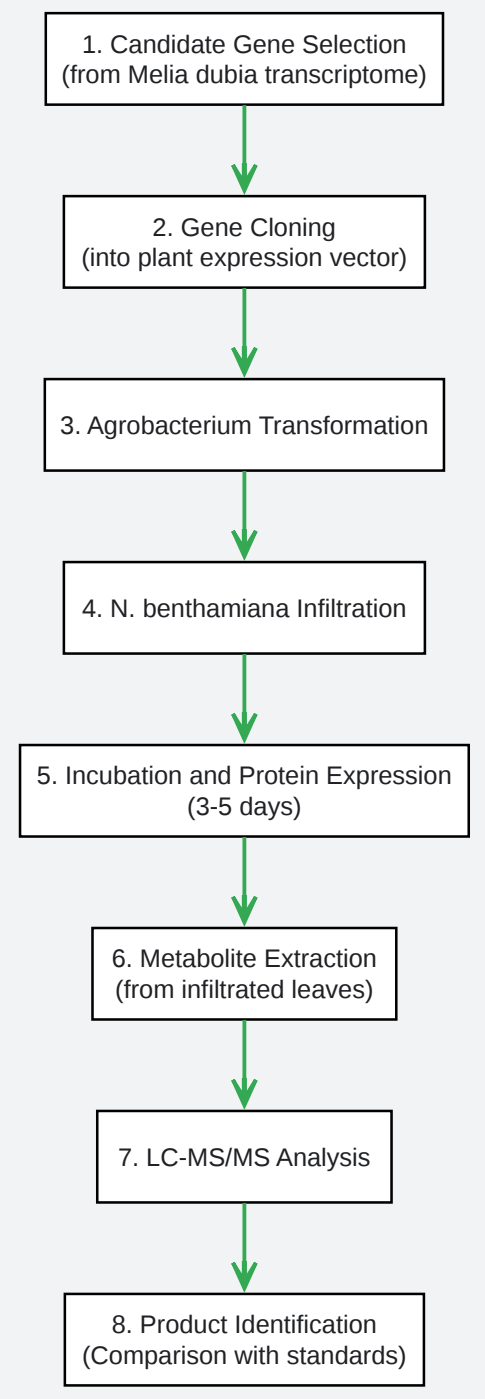 1. Candidate Gene Selection
(from Melia dubia transcriptome)
2. Gene Cloning
(into plant expression vector)
3. Agrobacterium Transformation
4. N. benthamiana Infiltration
5. Incubation and Protein Expression
(3-5 days)
6. Metabolite Extraction
(from infiltrated leaves)
7. LC-MS/MS Analysis
8. Product Identification
(Comparison with standards)